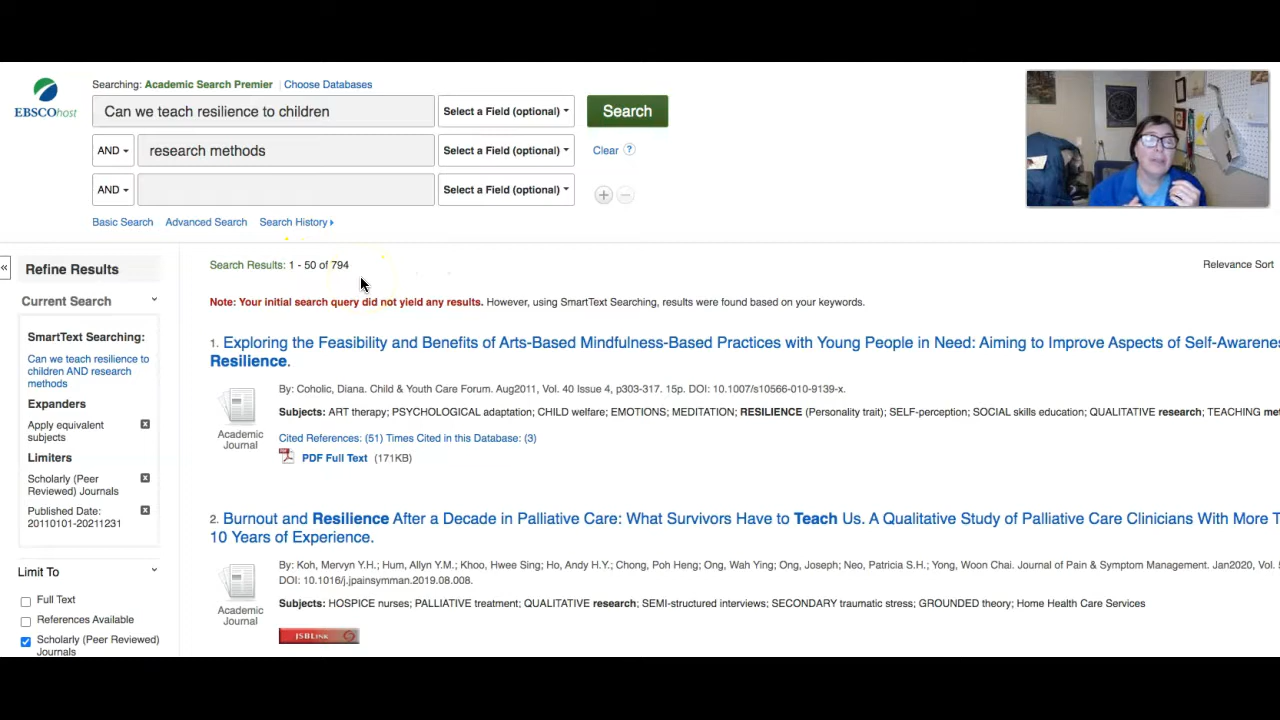 Searching: Academic Search Premier | Choose Databases
EBSCOhost
Can we teach resilience to children Select a Field (optional) Search
AND research methods Select a Field (optional) Clear ?
AND Select a Field (optional)
Basic Search Advanced Search Search History
« Refine Results
Current Search
SmartText Searching:
Can we teach resilience to
children AND research
methods
Expanders
Apply equivalent
subjects
Limiters
Scholarly (Peer
Reviewed) Journals
Published Date:
20110101-20211231
Limit To
Full Text
References Available
Scholarly (Peer Reviewed)
Journals
Search Results: 1 - 50 of 794 Relevance Sort
Note: Your initial search query did not yield any results. However, using SmartText Searching, results were found based on your keywords.
1. Exploring the Feasibility and Benefits of Arts-Based Mindfulness-Based Practices with Young People in Need: Aiming to Improve Aspects of Self-Awarene
Resilience.
By: Coholic, Diana. Child & Youth Care Forum. Aug2011, Vol. 40 Issue 4, p303-317. 15p. DOI: 10.1007/s10566-010-9139-x.
Subjects: ART therapy; PSYCHOLOGICAL adaptation; CHILD welfare; EMOTIONS; MEDITATION; RESILIENCE (Personality trait); SELF-perception; SOCIAL skills education; QUALITATIVE research; TEACHING me
Academic
Journal
Cited References: (51) Times Cited in this Database: (3)
PDF Full Text (171KB)
2. Burnout and Resilience After a Decade in Palliative Care: What Survivors Have to Teach Us. A Qualitative Study of Palliative Care Clinicians With More T
10 Years of Experience.
By: Koh, Mervyn Y.H.; Hum, Allyn Y.M.; Khoo, Hwee Sing; Ho, Andy H.Y.; Chong, Poh Heng; Ong, Wah Ying; Ong, Joseph; Neo, Patricia S.H.; Yong, Woon Chai. Journal of Pain & Symptom Management. Jan2020, Vol.
DOI: 10.1016/j.jpainsymman.2019.08.008.
Subjects: HOSPICE nurses; PALLIATIVE treatment; QUALITATIVE research; SEMI-structured interviews; SECONDARY traumatic stress; GROUNDED theory; Home Health Care Services
Academic
Journal
JSBLINK